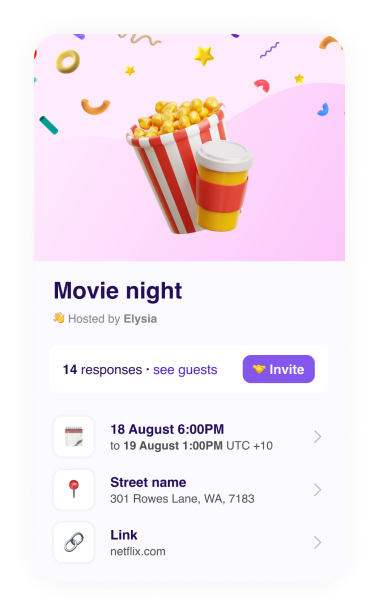 Movie night
👋 Hosted by Elysia
14 responses · see guests
🤝 Invite
18 August 6:00PM
to 19 August 1:00PM UTC +10
Street name
301 Rowes Lane, WA, 7183
Link
netflix.com